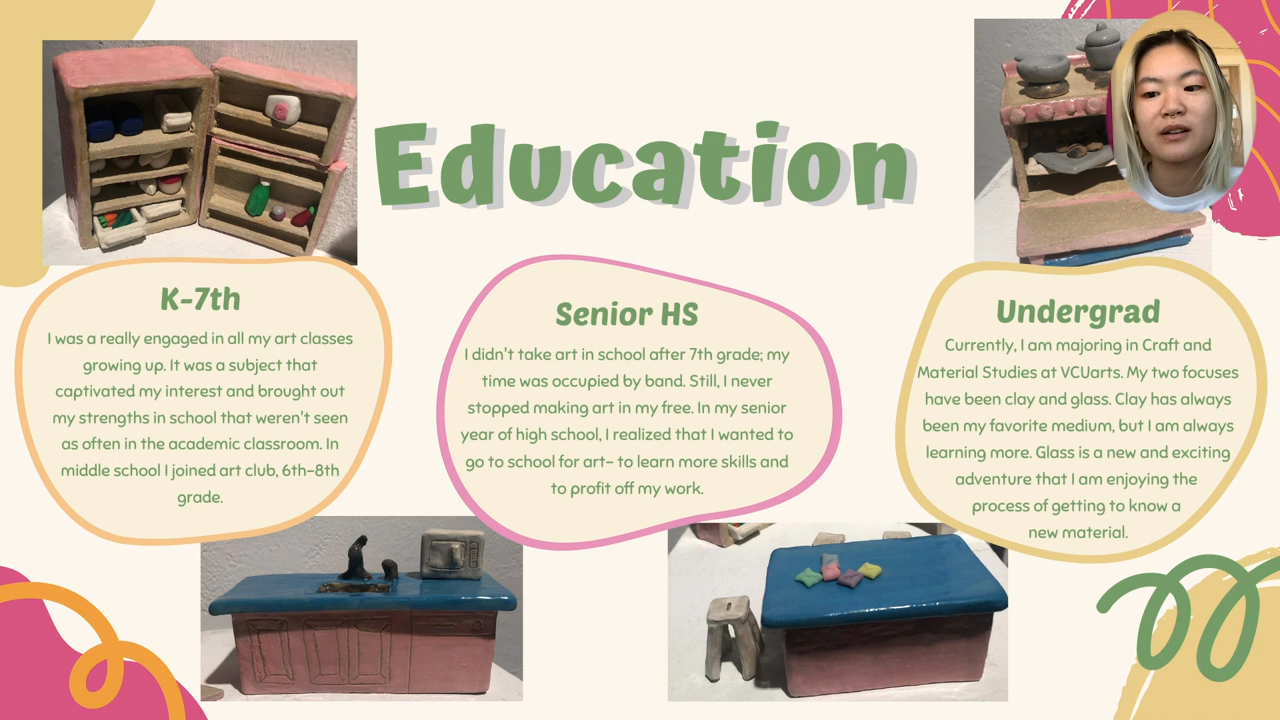 Education
K-7th
I was a really engaged in all my art classes
growing up. It was a subject that
captivated my interest and brought out
my strengths in school that weren't seen
as often in the academic classroom. In
middle school I joined art club, 6th-8th
grade.
Senior HS
I didn't take art in school after 7th grade; my
time was occupied by band. Still, I never
stopped making art in my free. In my senior
year of high school, I realized that I wanted to
go to school for art- to learn more skills and
to profit off my work.
Undergrad
Currently, I am majoring in Craft and
Material Studies at VCUarts. My two focuses
have been clay and glass. Clay has always
been my favorite medium, but I am always
learning more. Glass is a new and exciting
adventure that I am enjoying the
process of getting to know a
new material.